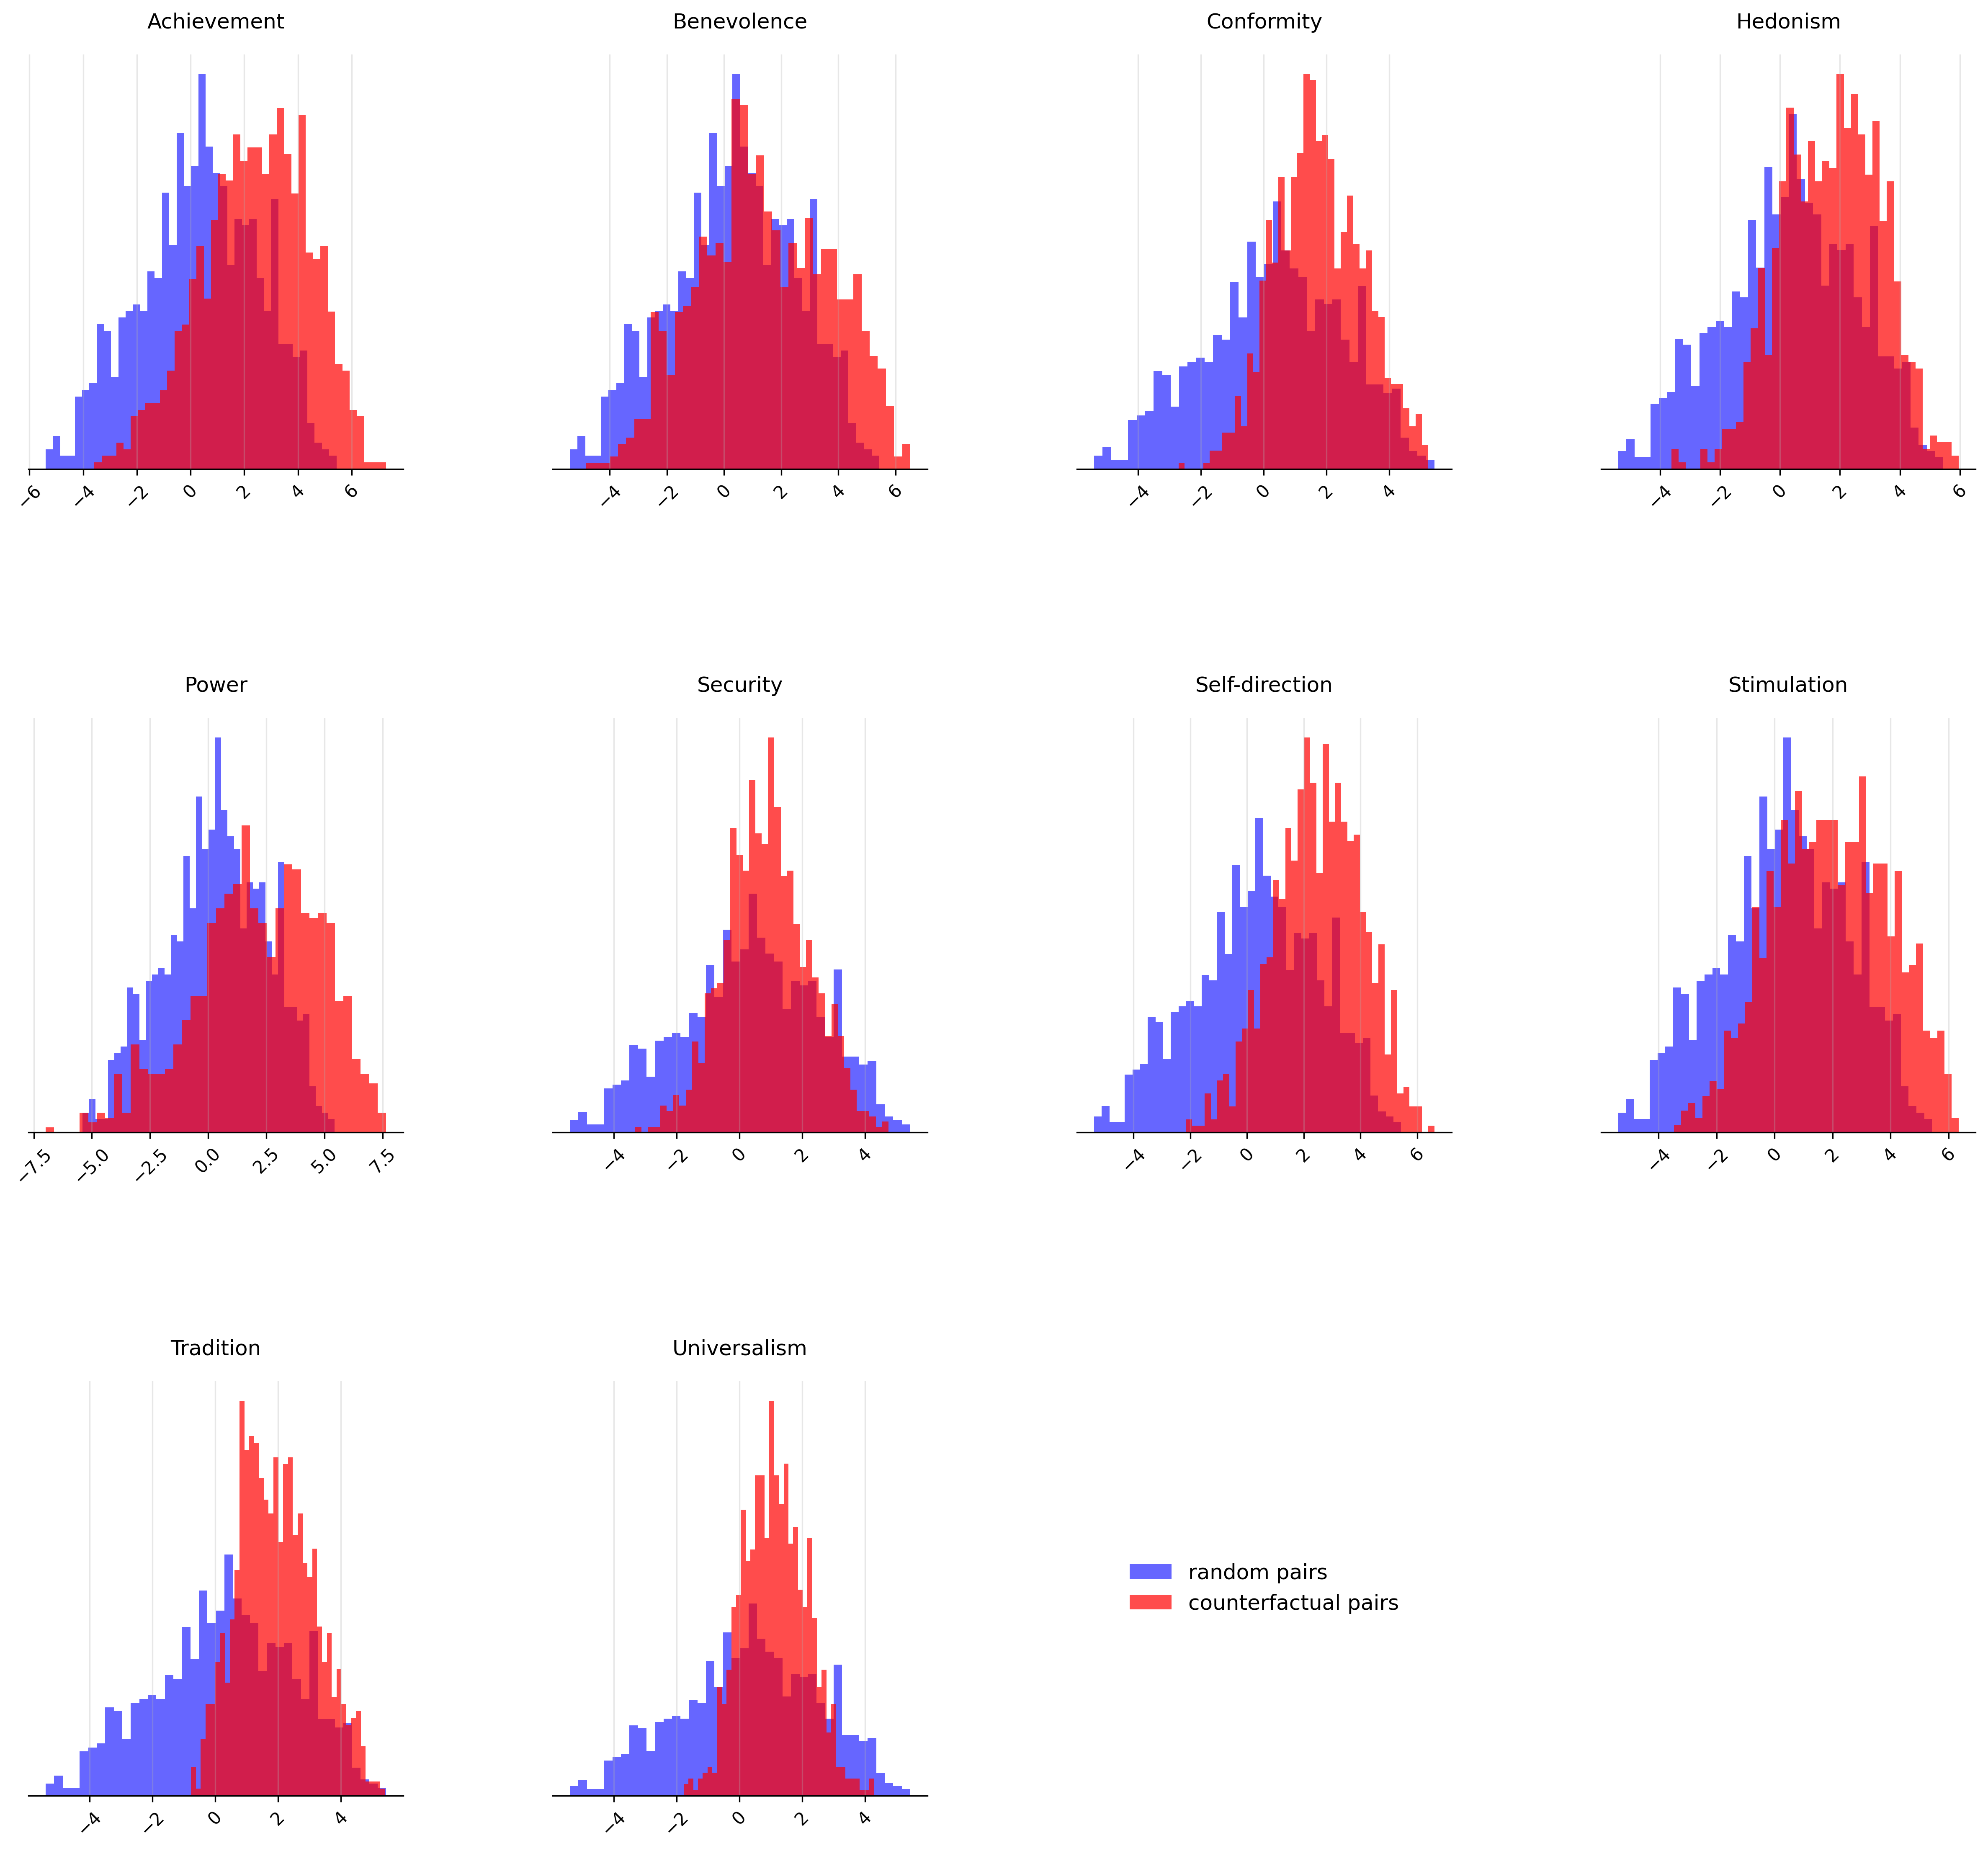 Achievement Benevolence Conformity Hedonism
−6 −4 −2 0 2 4 6 −4 −2 0 2 4 6 −4 −2 0 2 4 −4 −2 0 2 4 6
Power Security Self-direction Stimulation
−7.5 −5.0 −2.5 0.0 2.5 5.0 7.5 −4 −2 0 2 4 −4 −2 0 2 4 6 −4 −2 0 2 4 6
Tradition Universalism
random pairs
counterfactual pairs
−4 −2 0 2 4 −4 −2 0 2 4